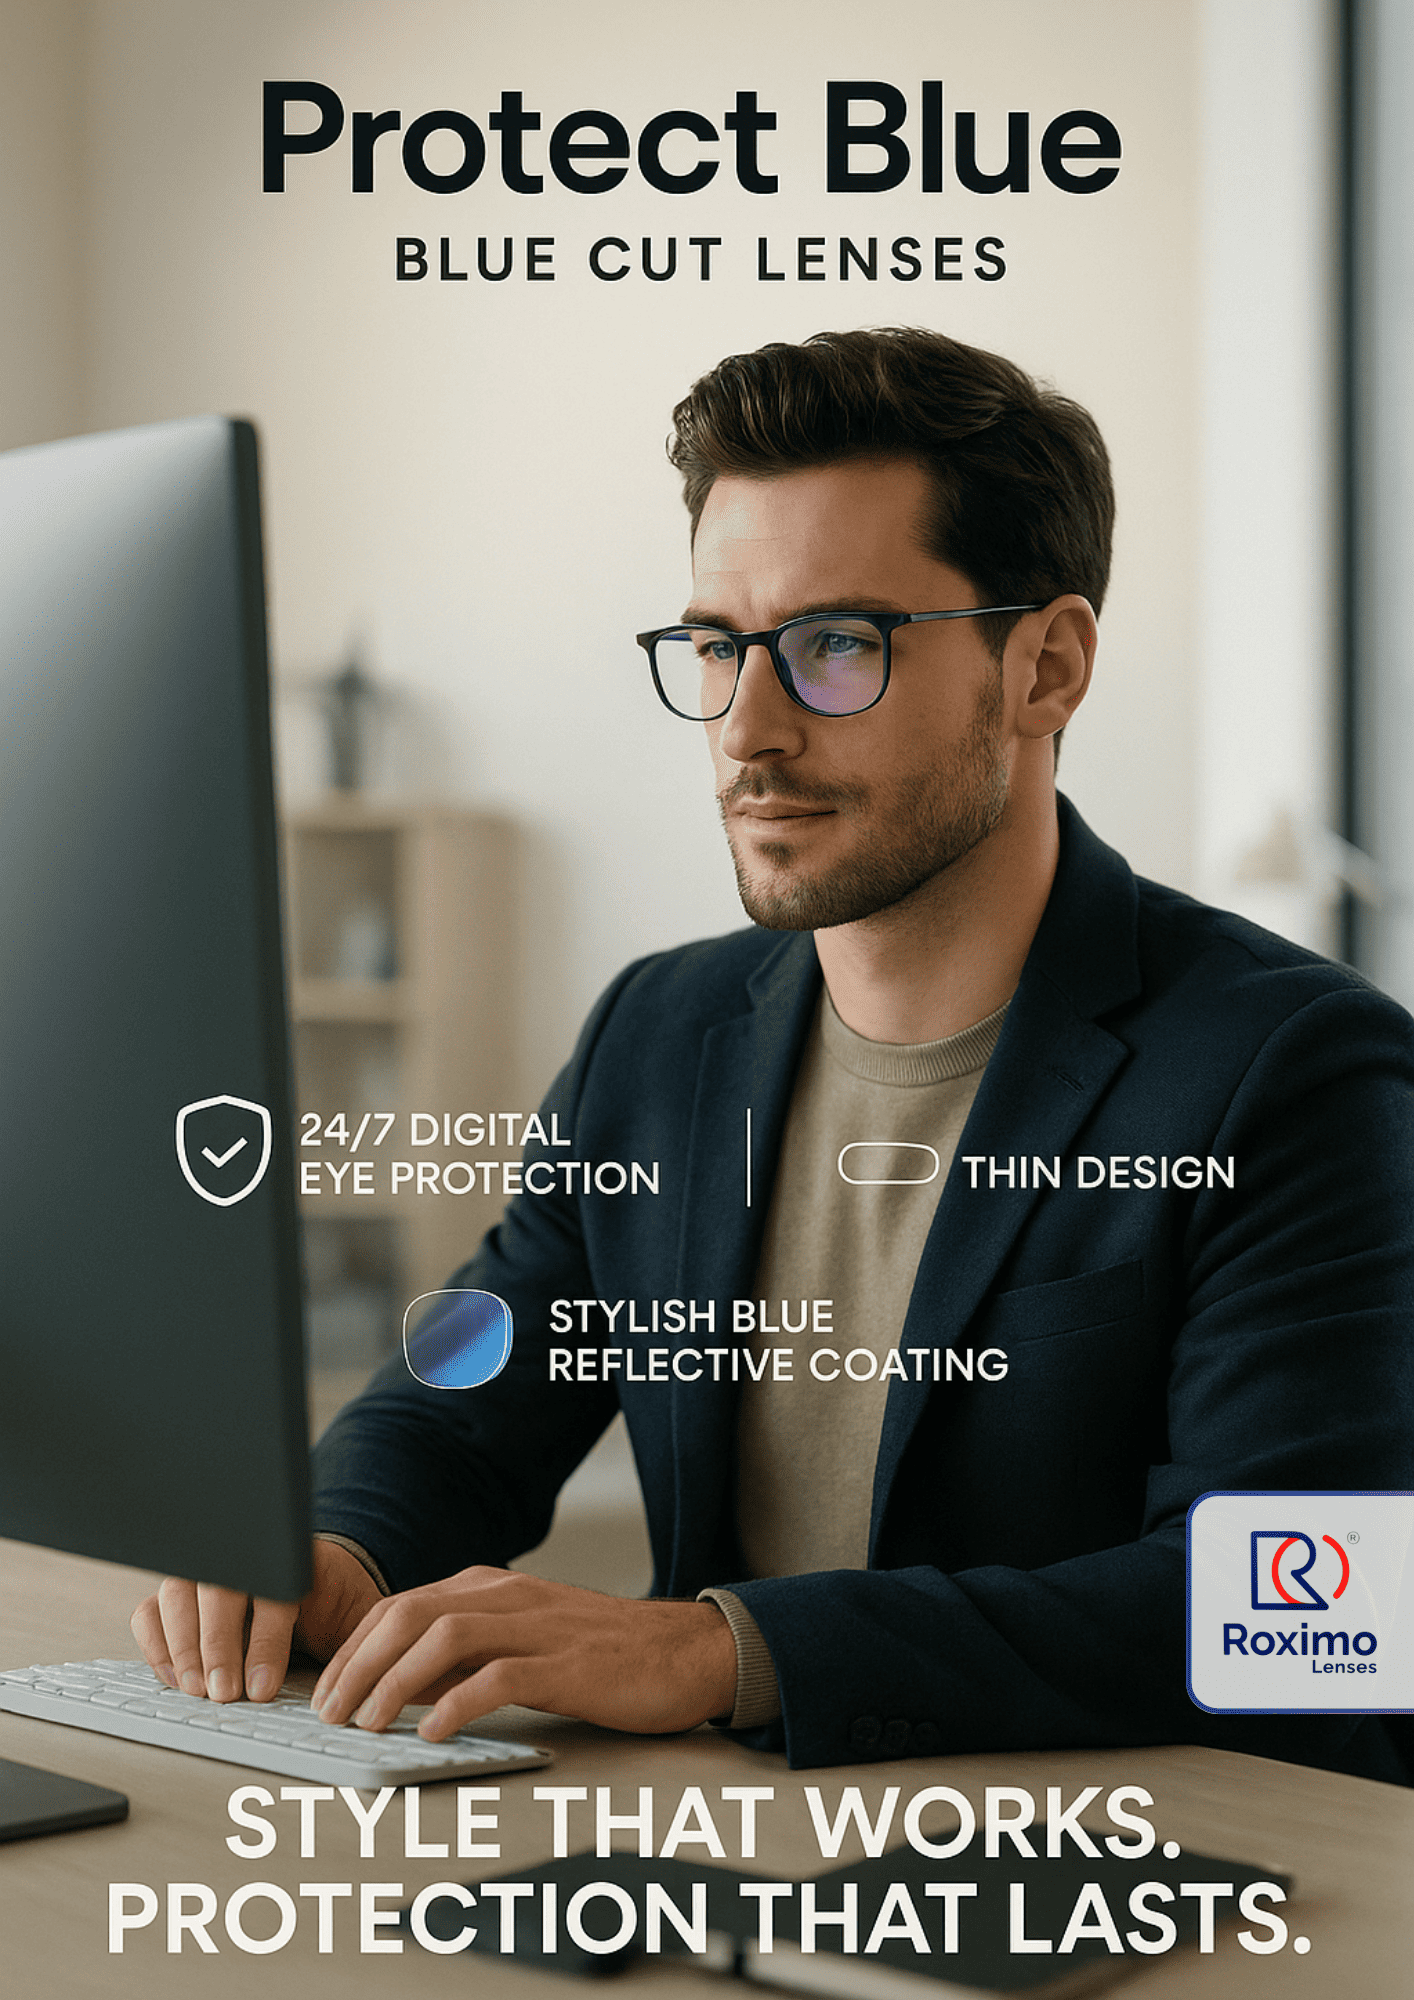 Protect Blue
BLUE CUT LENSES
24/7 DIGITAL
EYE PROTECTION
THIN DESIGN
STYLISH BLUE
REFLECTIVE COATING
R ®
Roximo
Lenses
STYLE THAT WORKS.
PROTECTION THAT LASTS.